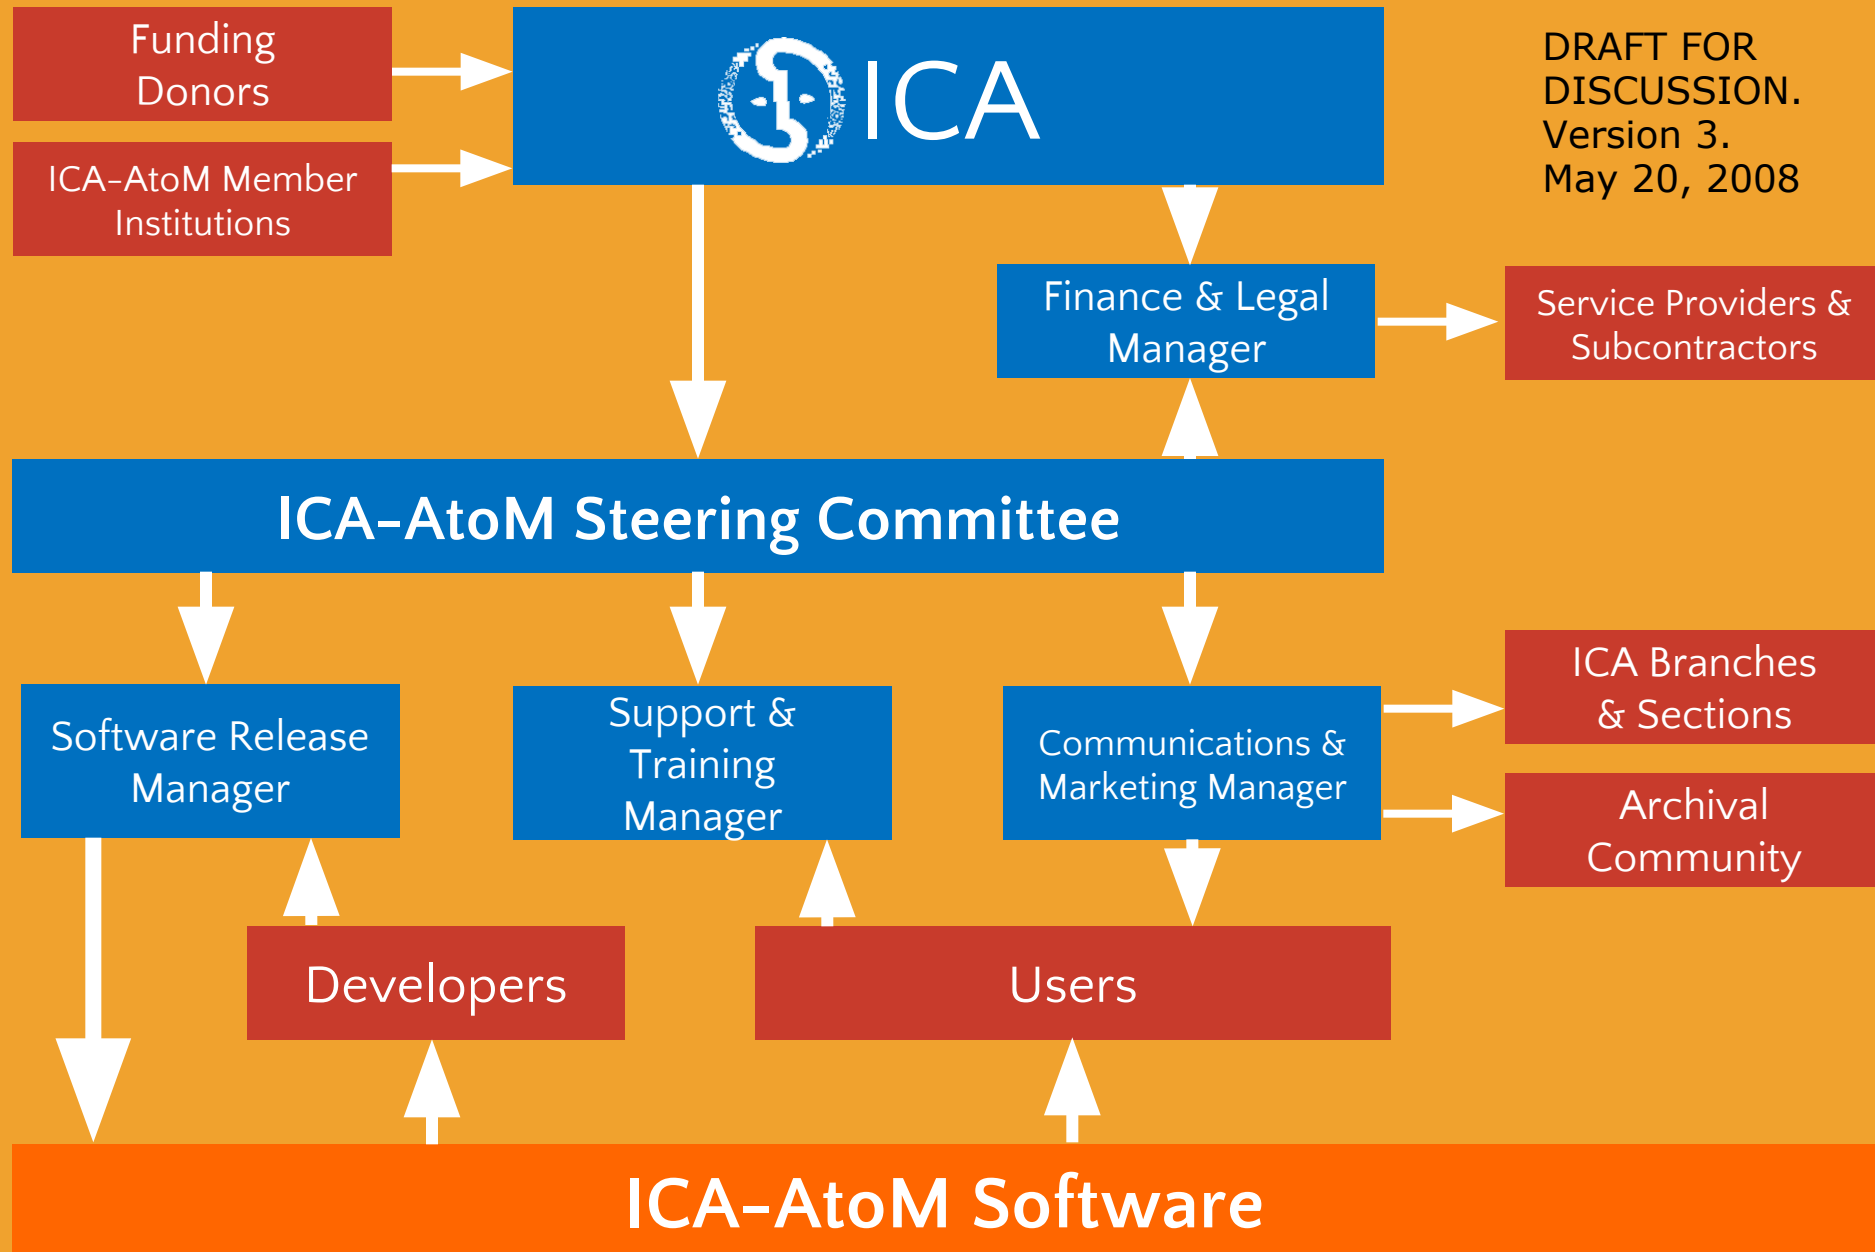 Funding
Donors
ICA
DRAFT FOR
DISCUSSION.
Version 3.
May 20, 2008
ICA-AtoM Member
Institutions
Finance & Legal
Manager
Service Providers &
Subcontractors
ICA-AtoM Steering Committee
Software Release
Manager
Support &
Training
Manager
Communications &
Marketing Manager
ICA Branches
& Sections
Archival
Community
Developers
Users
ICA-AtoM Software